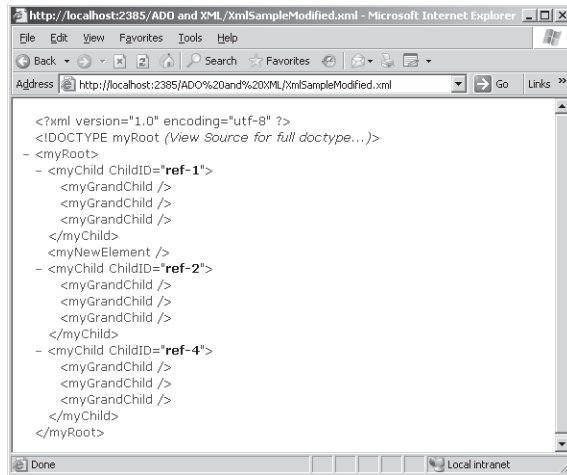 http://localhost:2385/ADO and XML/XmlSampleModified.xml - Microsoft Internet Explorer
File Edit View Favorites Tools Help
Back Search Favorites
Address http://localhost:2385/ADO%20and%20XML/XmlSampleModified.xml Go Links »
<?xml version="1.0" encoding="utf-8" ?>
<!DOCTYPE myRoot (View Source for full doctype...)>
- <myRoot>
- <myChild ChildID="ref-1">
<myGrandChild />
<myGrandChild />
<myGrandChild />
</myChild>
<myNewElement />
- <myChild ChildID="ref-2">
<myGrandChild />
<myGrandChild />
<myGrandChild />
</myChild>
- <myChild ChildID="ref-4">
<myGrandChild />
<myGrandChild />
<myGrandChild />
</myChild>
</myRoot>
Done Local intranet